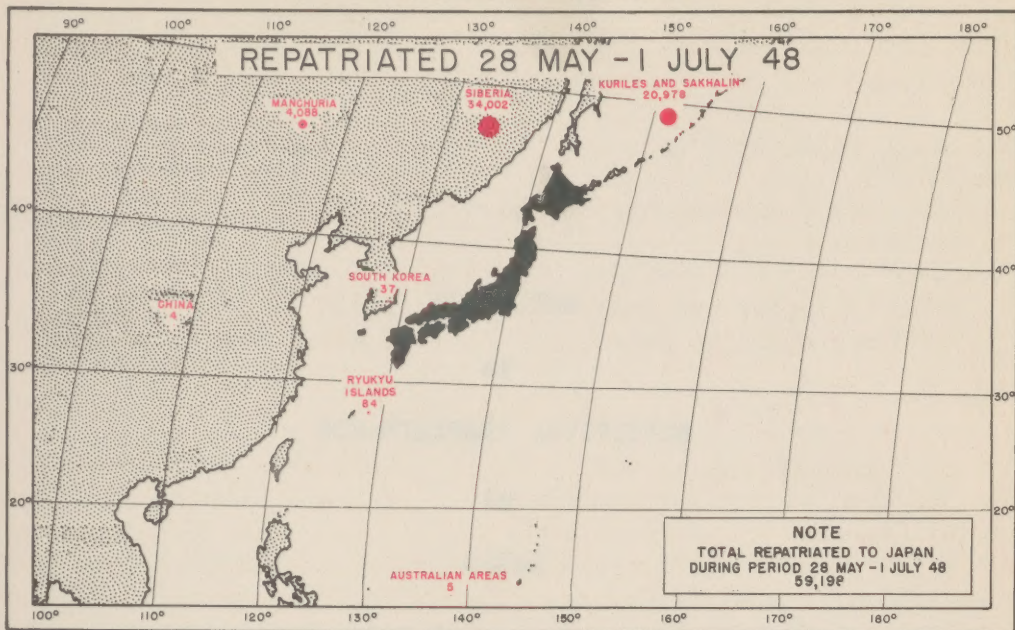 90° 100° 110° 120° 130° 140° 150° 160° 170° 180°
REPATRIATED 28 MAY - 1 JULY 48
MANCHURIA
4,088
SIBERIA
34,002
KURILES AND SAKHALIN
20,978
50°
40°
40°
SOUTH KOREA
37
CHINA
4
30°
30°
RYUKYU
ISLANDS
84
20°
20°
AUSTRALIAN AREAS
5
NOTE
TOTAL REPATRIATED TO JAPAN
DURING PERIOD 28 MAY - 1 JULY 48
59,198
100° 110° 120° 130° 140° 150° 160° 170° 180°